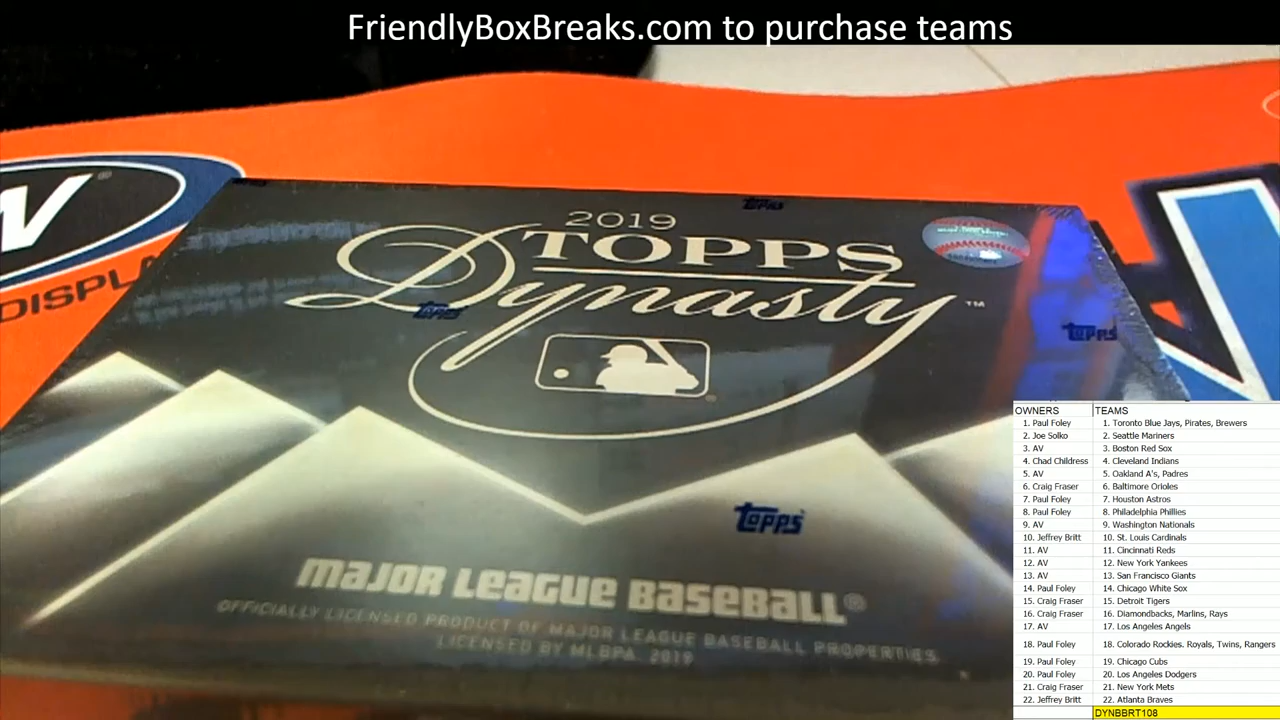 FriendlyBoxBreaks.com to purchase teams
W®
DISPLA
2019
TOPPS
Dynasty™
topps
topps
topps
topps
MAJOR LEAGUE BASEBALL®
OFFICIALLY LICENSED PRODUCT OF MAJOR LEAGUE BASEBALL PROPERTIES.
LICENSED BY MLBPA 2019
OWNERS TEAMS
1. Paul Foley 1. Toronto Blue Jays, Pirates, Brewers
2. Joe Solko 2. Seattle Mariners
3. AV 3. Boston Red Sox
4. Chad Childress 4. Cleveland Indians
5. AV 5. Oakland A's, Padres
6. Craig Fraser 6. Baltimore Orioles
7. Paul Foley 7. Houston Astros
8. Paul Foley 8. Philadelphia Phillies
9. AV 9. Washington Nationals
10. Jeffrey Britt 10. St. Louis Cardinals
11. AV 11. Cincinnati Reds
12. AV 12. New York Yankees
13. AV 13. San Francisco Giants
14. Paul Foley 14. Chicago White Sox
15. Craig Fraser 15. Detroit Tigers
16. Craig Fraser 16. Diamondbacks, Marlins, Rays
17. AV 17. Los Angeles Angels
18. Paul Foley 18. Colorado Rockies. Royals, Twins, Rangers
19. Paul Foley 19. Chicago Cubs
20. Paul Foley 20. Los Angeles Dodgers
21. Craig Fraser 21. New York Mets
22. Jeffrey Britt 22. Atlanta Braves
DYNBBRT108